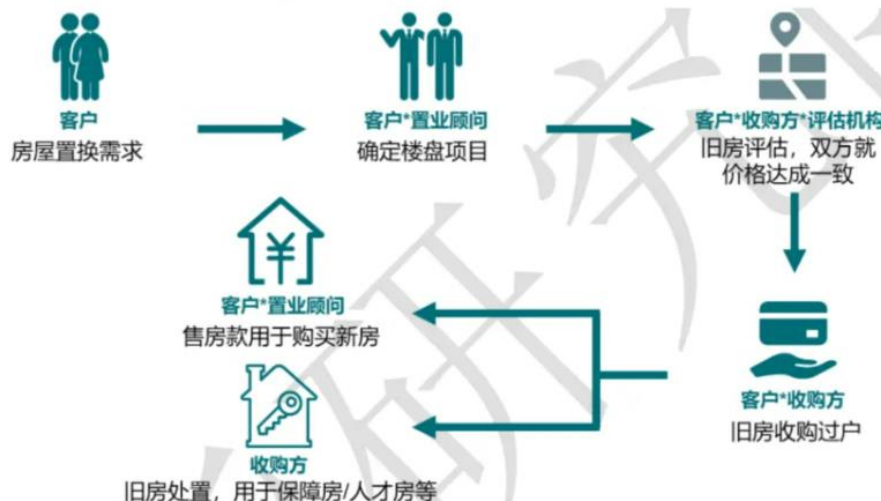 客户
房屋置换需求
客户*置业顾问
确定楼盘项目
客户*收购方*评估机构
旧房评估，双方就
价格达成一致
客户*收购方
旧房收购过户
¥
客户*置业顾问
售房款用于购买新房
收购方
旧房处置，用于保障房/人才房等
研究